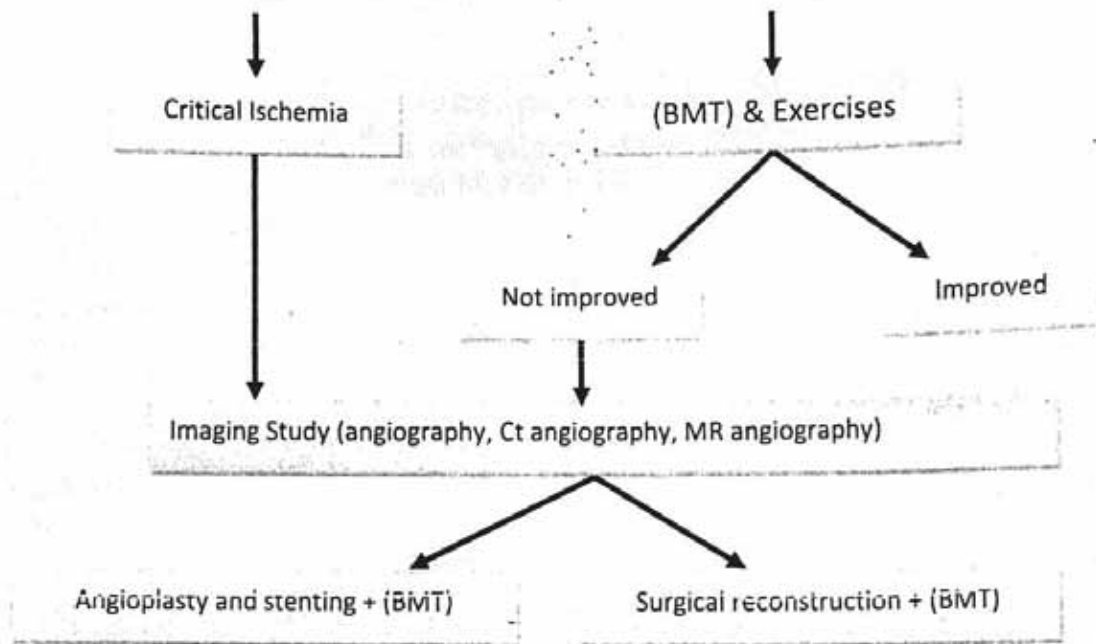 Critical Ischemia
(BMT) & Exercises
Not improved
Improved
Imaging Study (angiography, Ct angiography, MR angiography)
Angioplasty and stenting + (BMT)
Surgical reconstruction + (BMT)